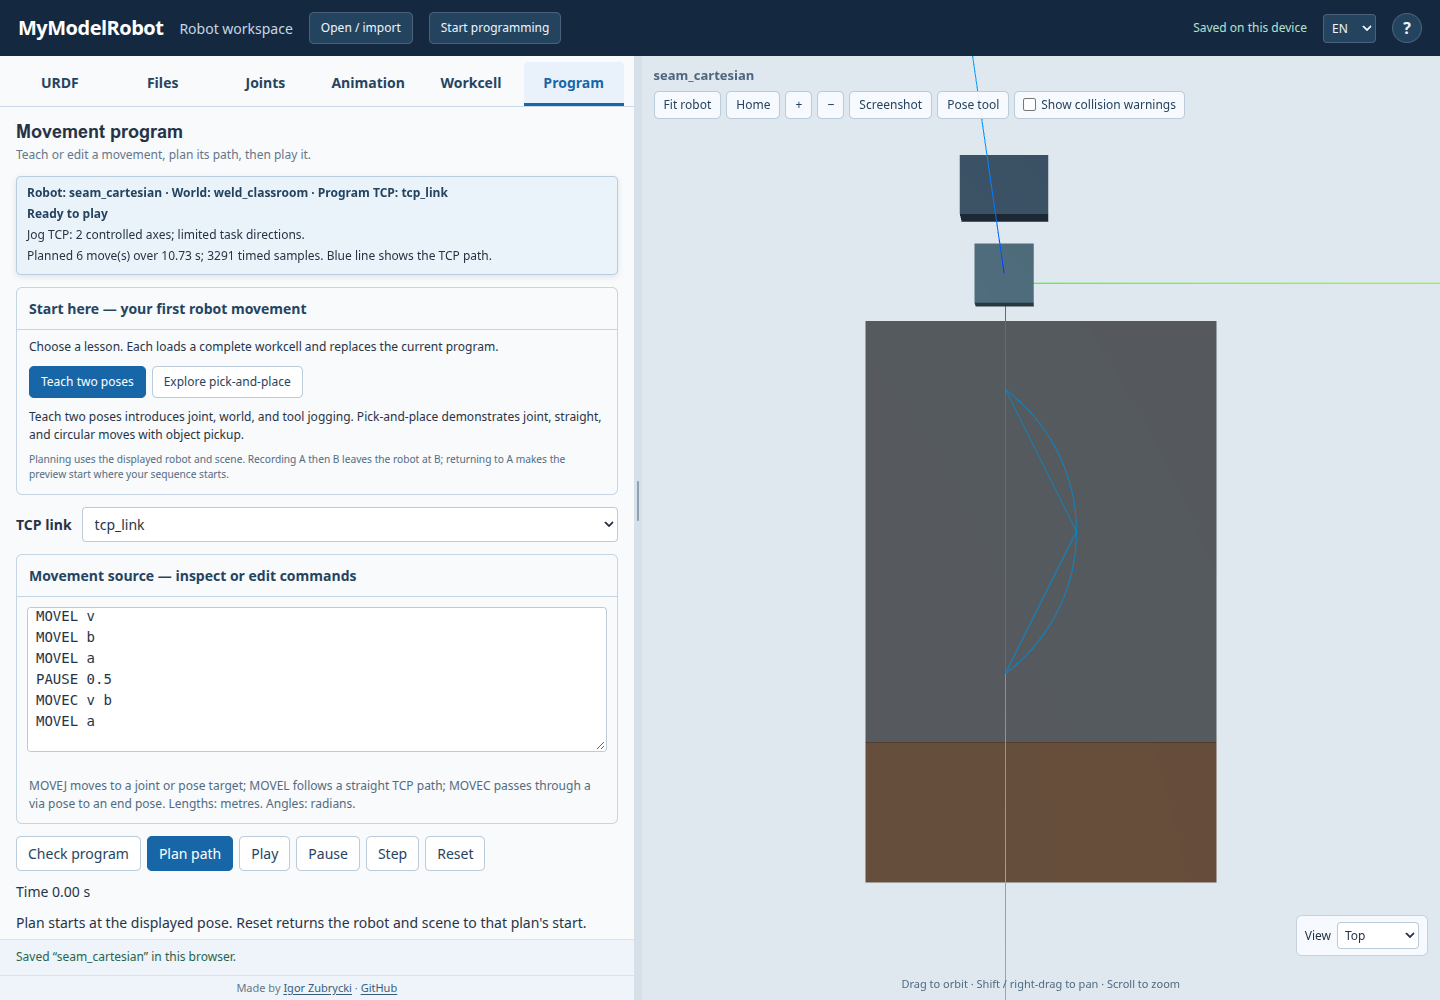 MyModelRobot
Robot workspace
Open / import
Start programming
Saved on this device
EN
?
URDF
Files
Joints
Animation
Workcell
Program
Movement program
Teach or edit a movement, plan its path, then play it.
Robot: seam_cartesian · World: weld_classroom · Program TCP: tcp_link
Ready to play
Jog TCP: 2 controlled axes; limited task directions.
Planned 6 move(s) over 10.73 s; 3291 timed samples. Blue line shows the TCP path.
Start here — your first robot movement
Choose a lesson. Each loads a complete workcell and replaces the current program.
Teach two poses
Explore pick-and-place
Teach two poses introduces joint, world, and tool jogging. Pick-and-place demonstrates joint, straight,
and circular moves with object pickup.
Planning uses the displayed robot and scene. Recording A then B leaves the robot at B; returning to A makes the
preview start where your sequence starts.
TCP link
tcp_link
Movement source — inspect or edit commands
MOVEL v
MOVEL b
MOVEL a
PAUSE 0.5
MOVEC v b
MOVEL a
MOVEJ moves to a joint or pose target; MOVEL follows a straight TCP path; MOVEC passes through a
via pose to an end pose. Lengths: metres. Angles: radians.
Check program
Plan path
Play
Pause
Step
Reset
Time 0.00 s
Plan starts at the displayed pose. Reset returns the robot and scene to that plan's start.
Saved “seam_cartesian” in this browser.
Made by Igor Zubrycki · GitHub
seam_cartesian
Fit robot
Home
+
−
Screenshot
Pose tool
Show collision warnings
View
Top
Drag to orbit · Shift / right-drag to pan · Scroll to zoom